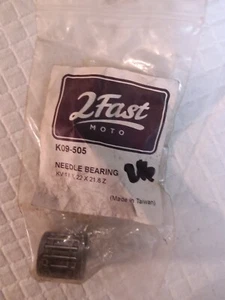 2Fast
MOTO
K09-505
NEEDLE BEARING
(Made in Taiwan)